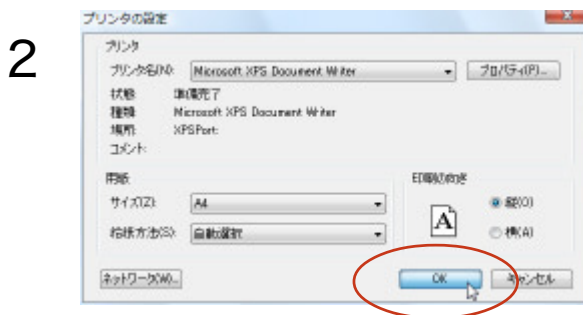 プリンタの設定
2
プリンタ
プリンタ名(N): Microsoft XPS Document Writer プロパティ(P)...
状態: 準備完了
種類: Microsoft XPS Document Writer
場所: XPSPort:
コメント:
用紙 印刷の向き
サイズ(Z): A4 縦(O)
給紙方法(S): 自動選択 A 横(A)
ネットワーク(W)... OK キャンセル